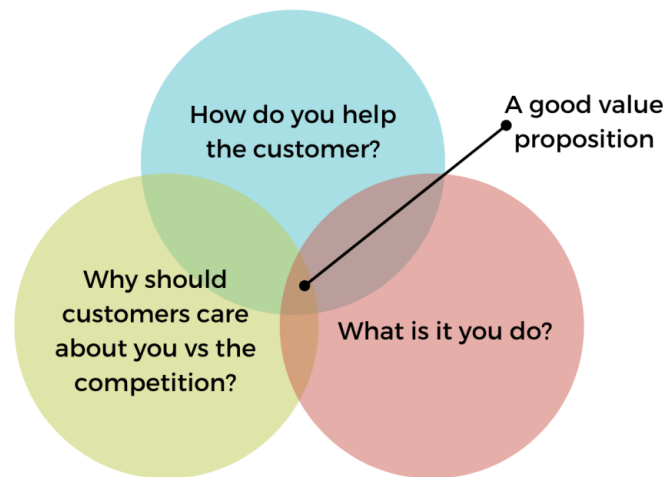 How do you help
the customer?
A good value
proposition
Why should
customers care
about you vs the
competition?
What is it you do?